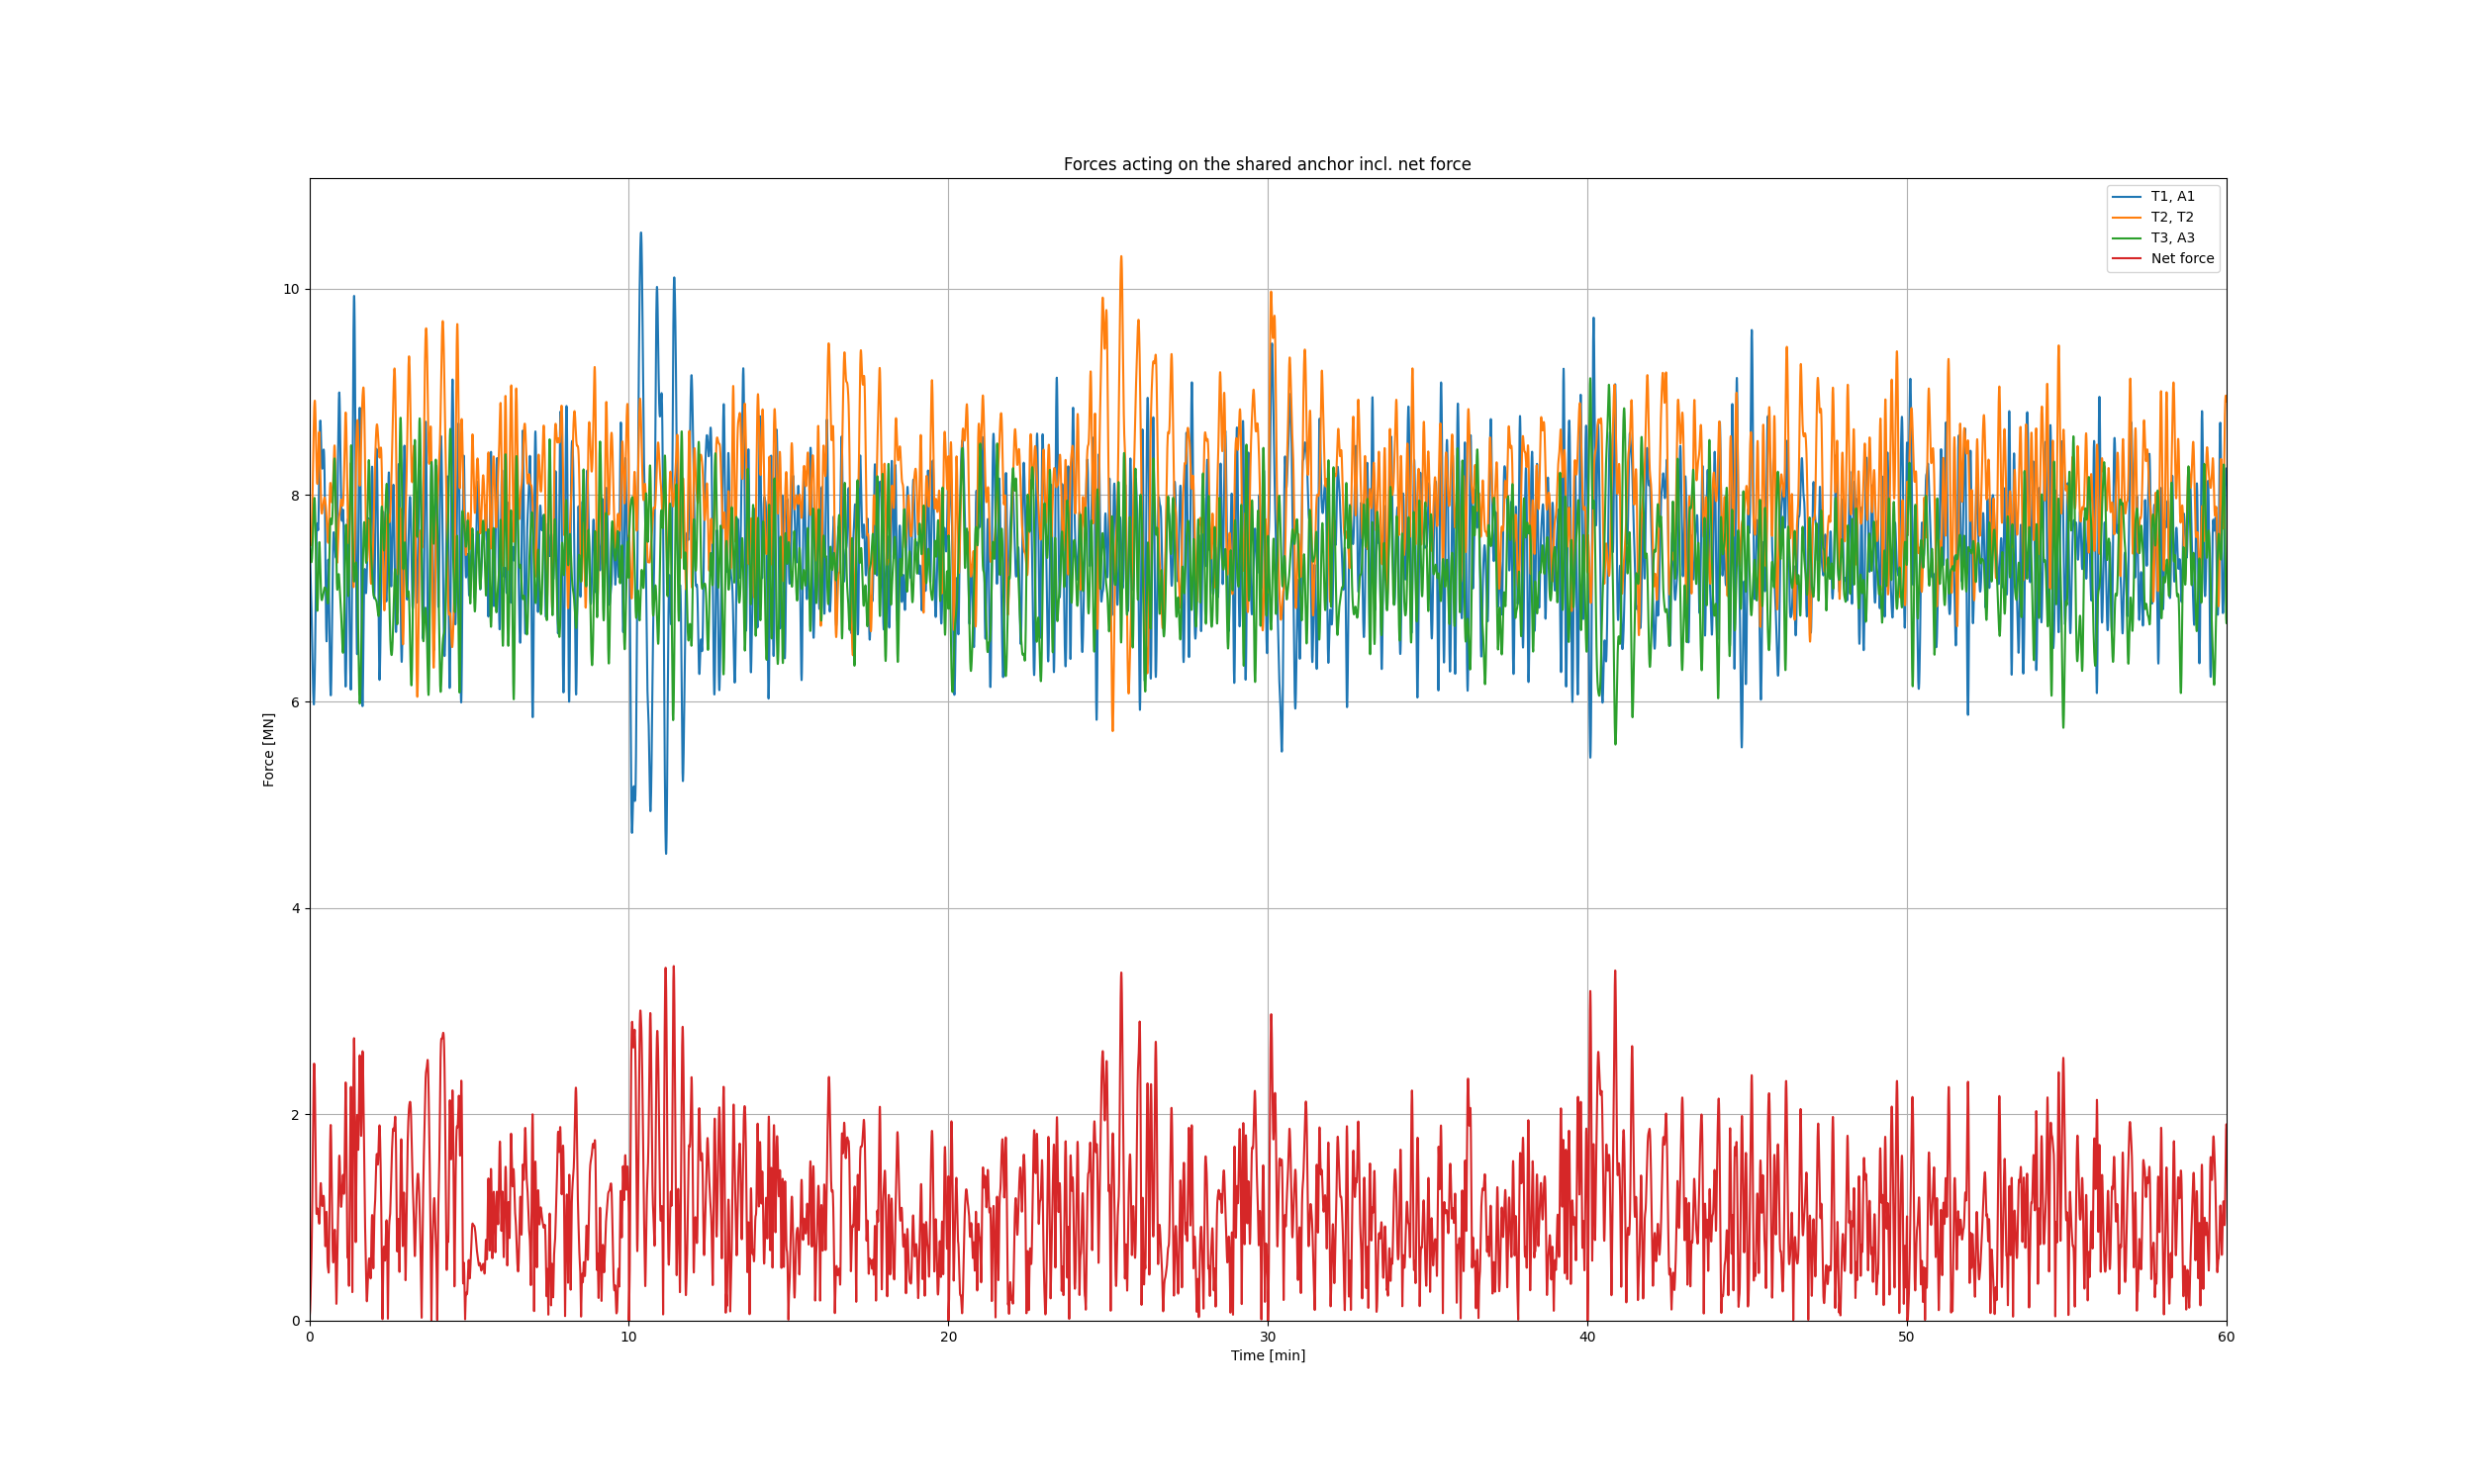 Forces acting on the shared anchor incl. net force
T1, A1
T2, T2
T3, A3
Net force
10
8
6
4
2
0
Force [MN]
0 10 20 30 40 50 60
Time [min]